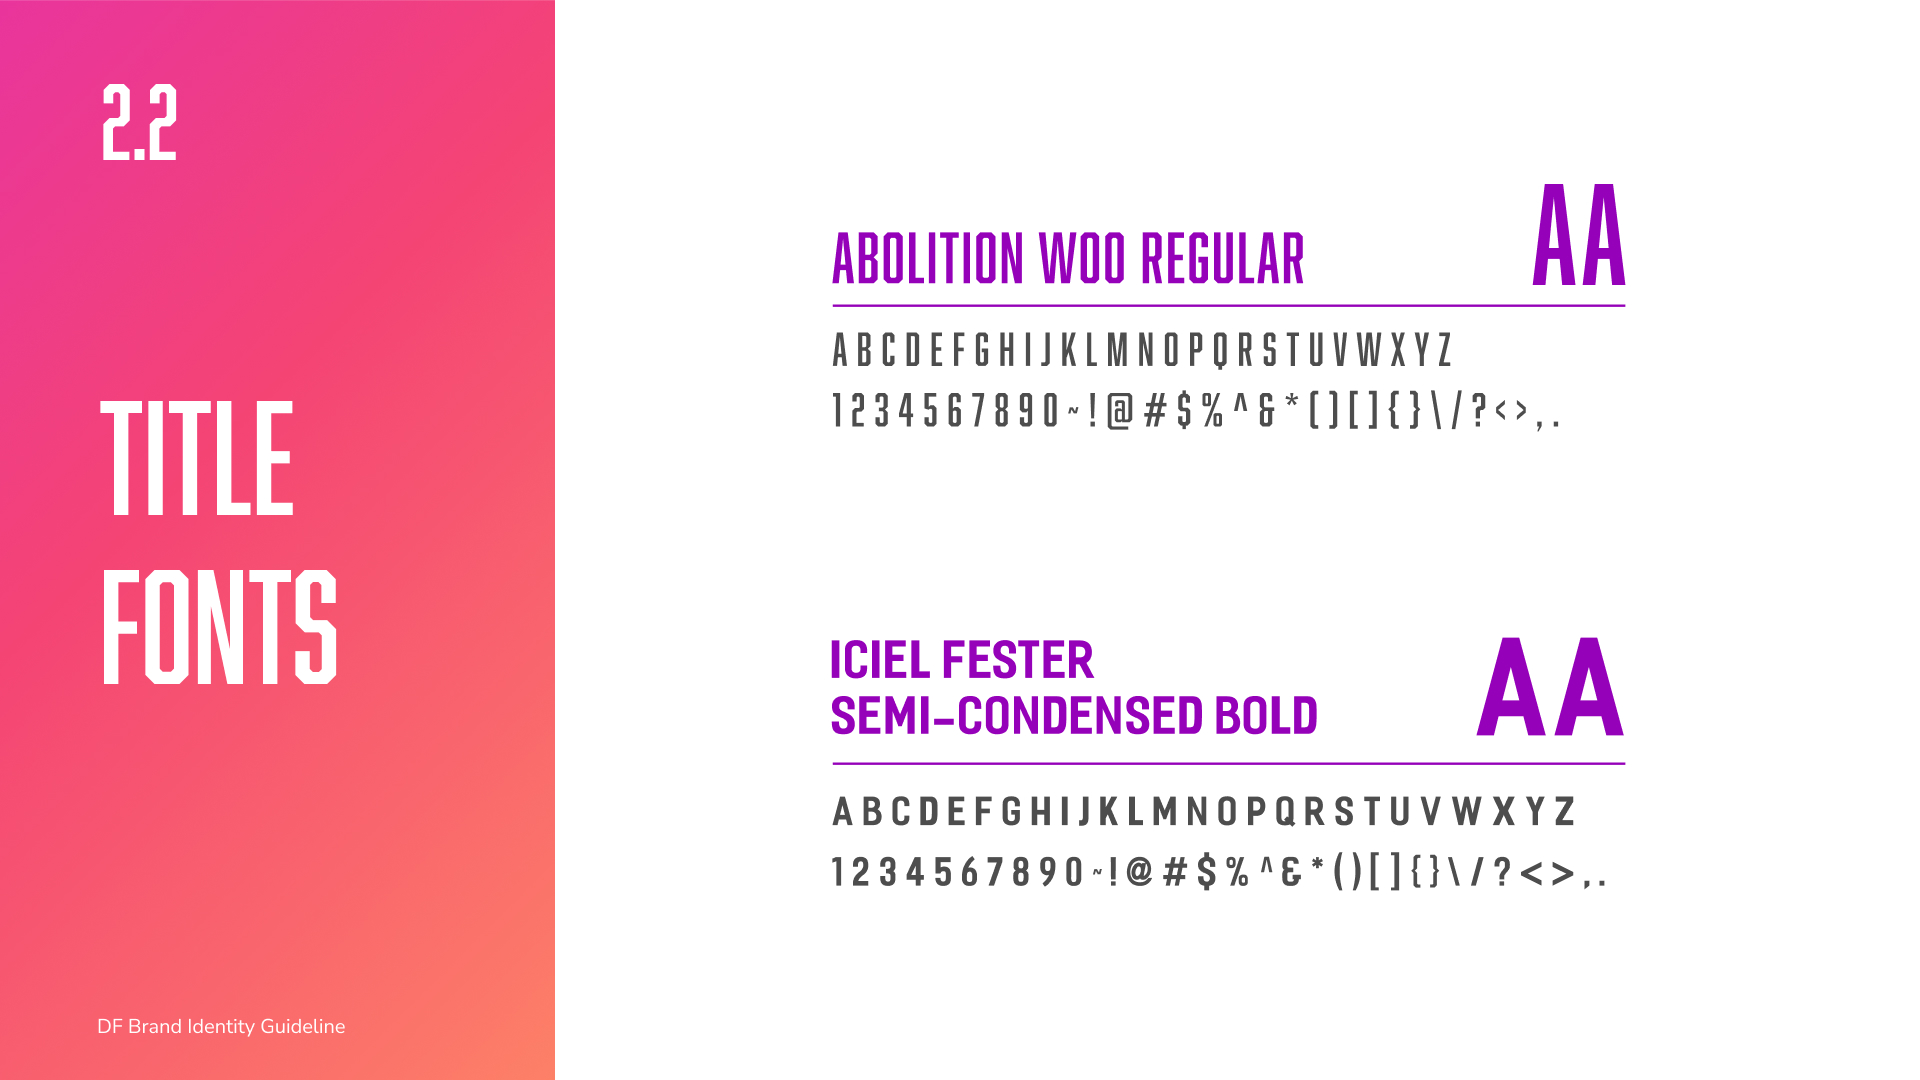 2.2
TITLE
FONTS
DF Brand Identity Guideline
ABOLITION WOO REGULAR
AA
A B C D E F G H I J K L M N O P Q R S T U V W X Y Z
1 2 3 4 5 6 7 8 9 0 ~ ! @ # $ % ^ & * ( ) [ ] { } \ / ? < > , .
ICIEL FESTER
SEMI-CONDENSED BOLD
AA
A B C D E F G H I J K L M N O P Q R S T U V W X Y Z
1 2 3 4 5 6 7 8 9 0 ~ ! @ # $ % ^ & * ( ) [ ] { } \ / ? < > , .